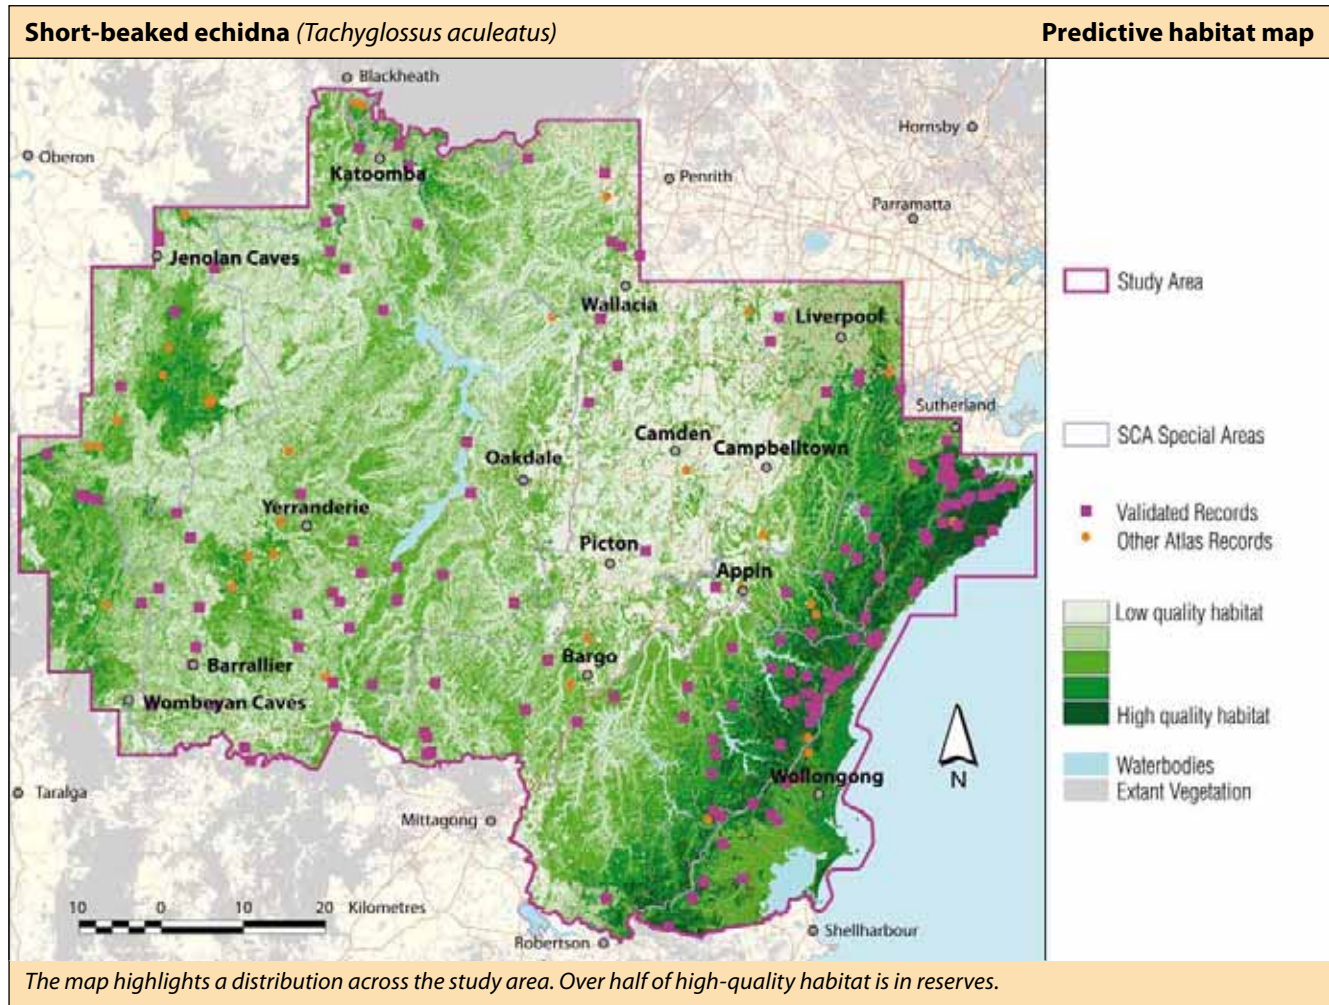 Short-beaked echidna (Tachyglossus aculeatus) Predictive habitat map
Blackheath
Hornsby
Oberon
Katoomba
Penrith
Parramatta
Jenolan Caves
Wallacia
Liverpool
Sutherland
Camden
Campbelltown
Oakdale
Yerranderie
Picton
Appin
Bargo
Barrallier
Wombeyan Caves
N
Wollongong
Taralga
Mittagong
10 0 10 20 Kilometres
Robertson
Shellharbour
Study Area
SCA Special Areas
Validated Records
Other Atlas Records
Low quality habitat
High quality habitat
Waterbodies
Extant Vegetation
The map highlights a distribution across the study area. Over half of high-quality habitat is in reserves.